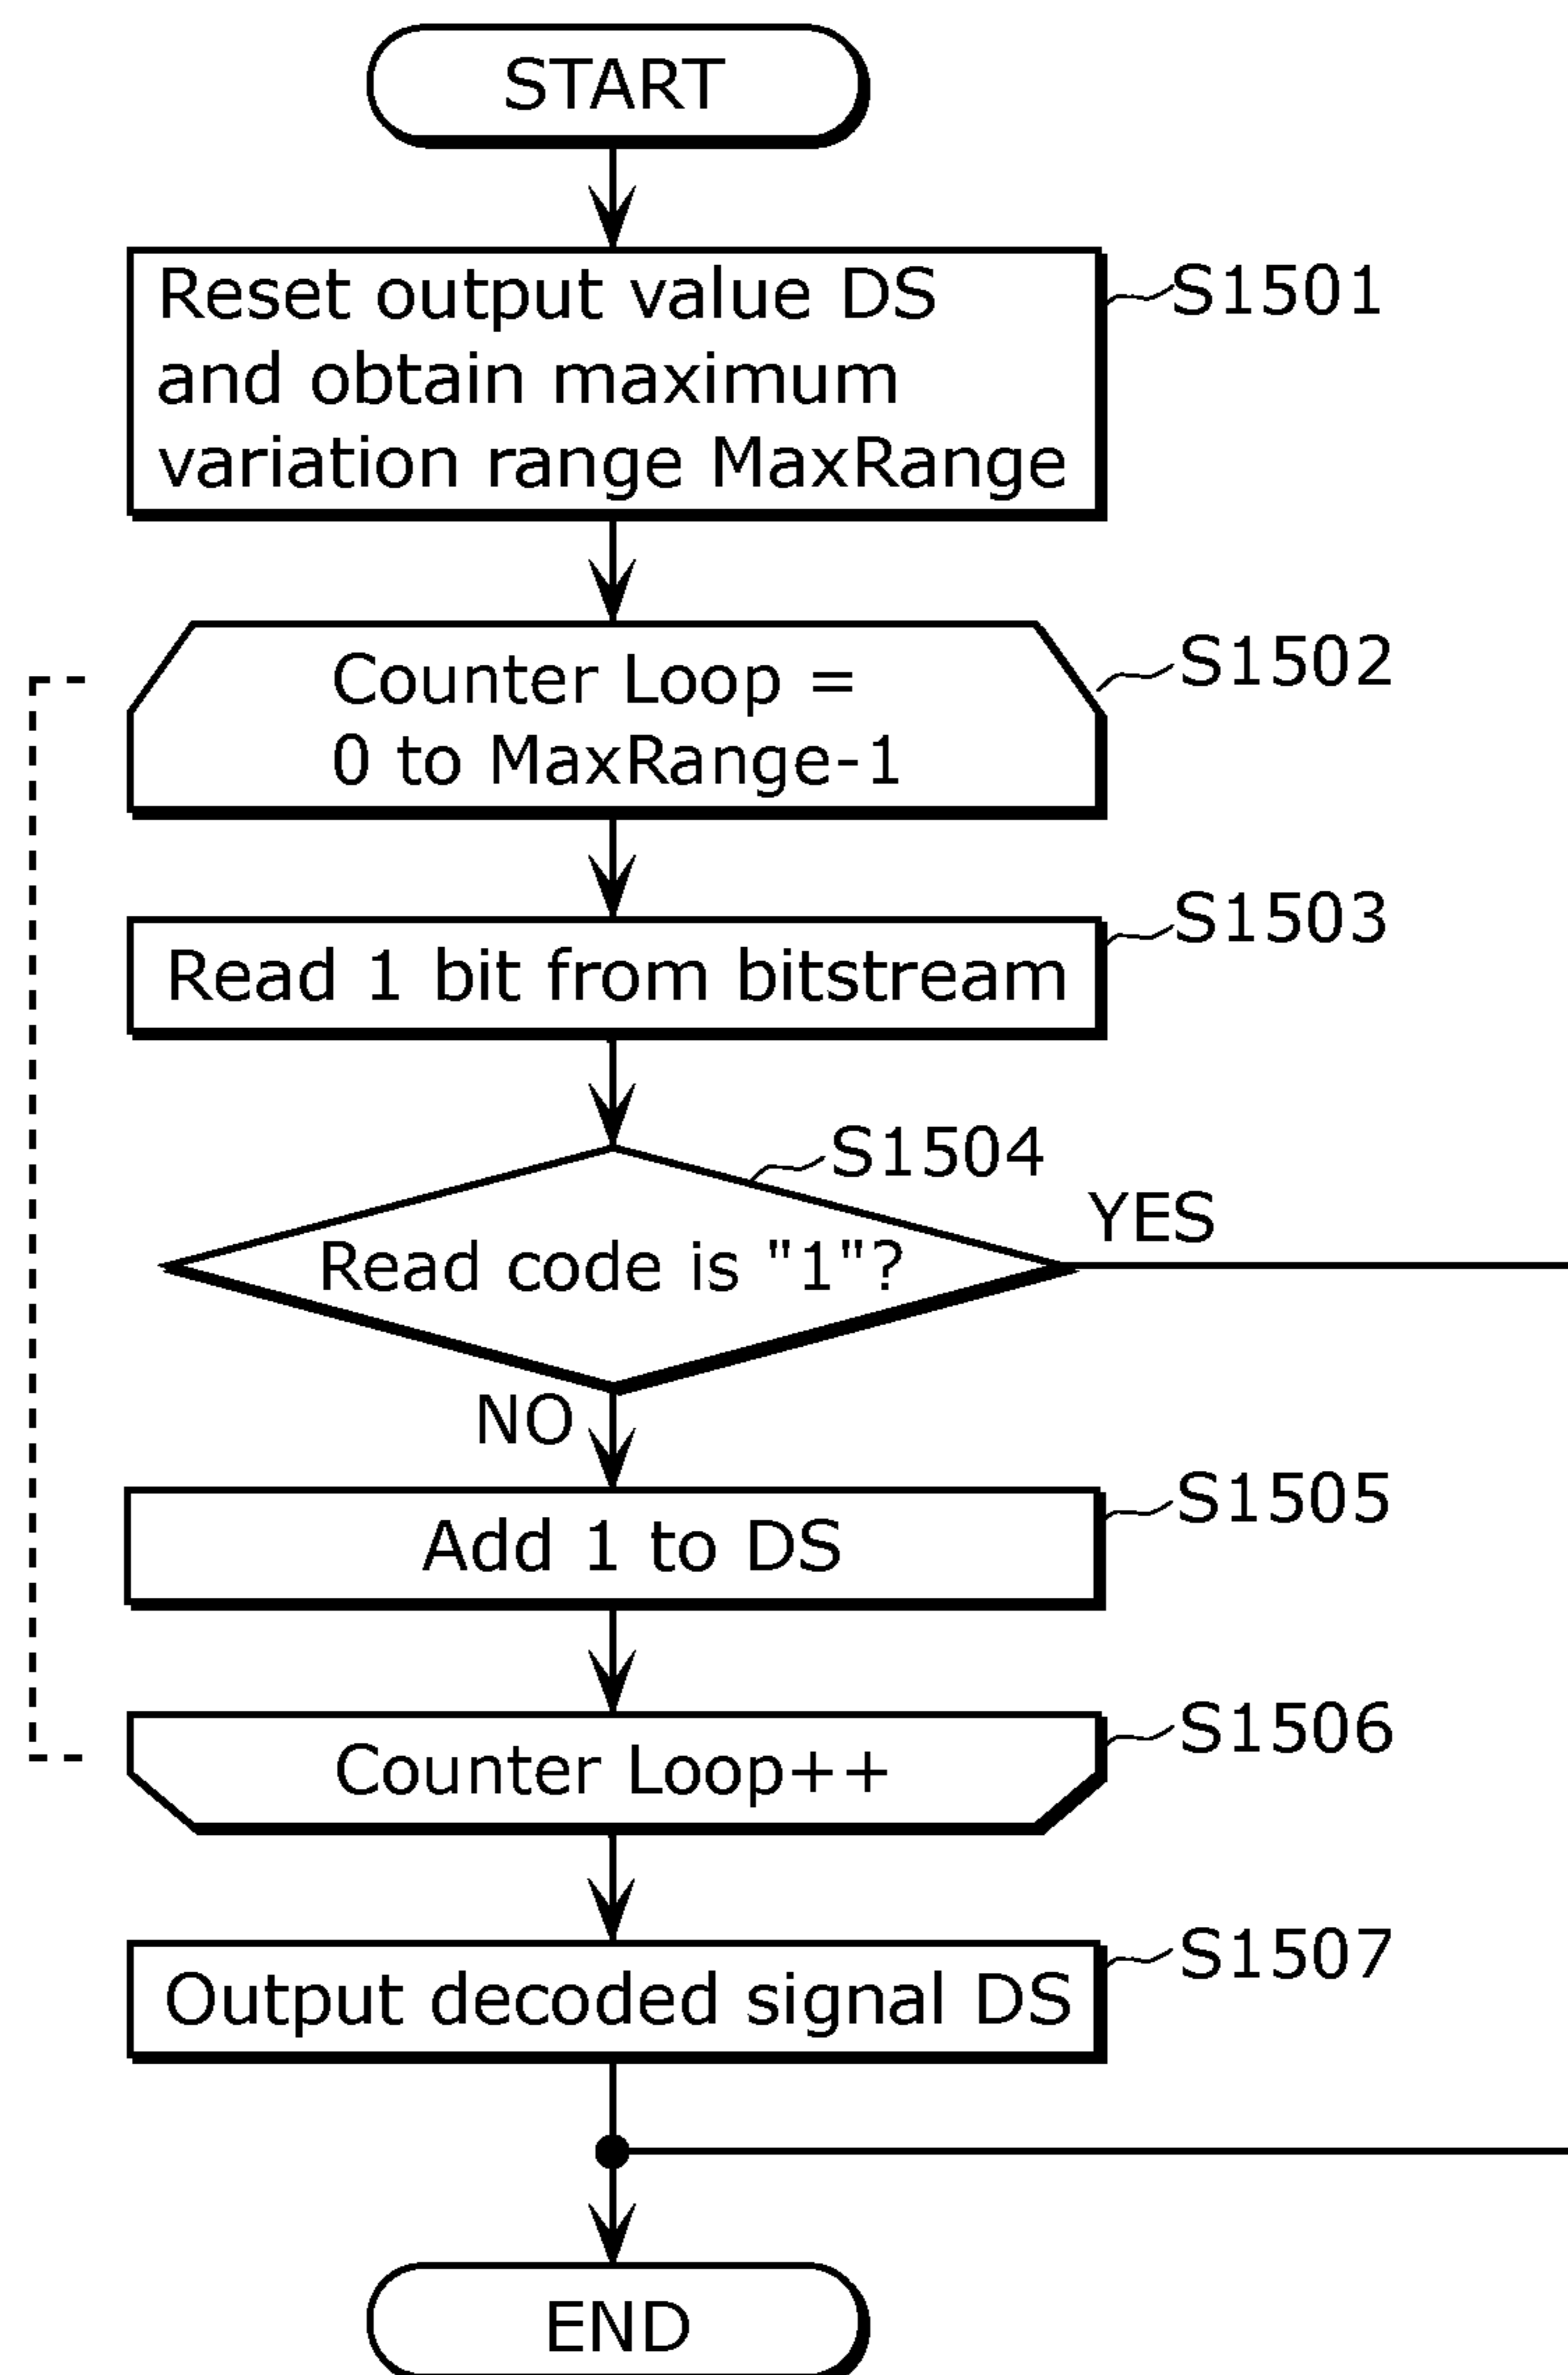 START
Reset output value DS
and obtain maximum
variation range MaxRange
S1501
Counter Loop =
0 to MaxRange-1
S1502
Read 1 bit from bitstream
S1503
S1504
Read code is "1"?
YES
NO
Add 1 to DS
S1505
Counter Loop++
S1506
Output decoded signal DS
S1507
END